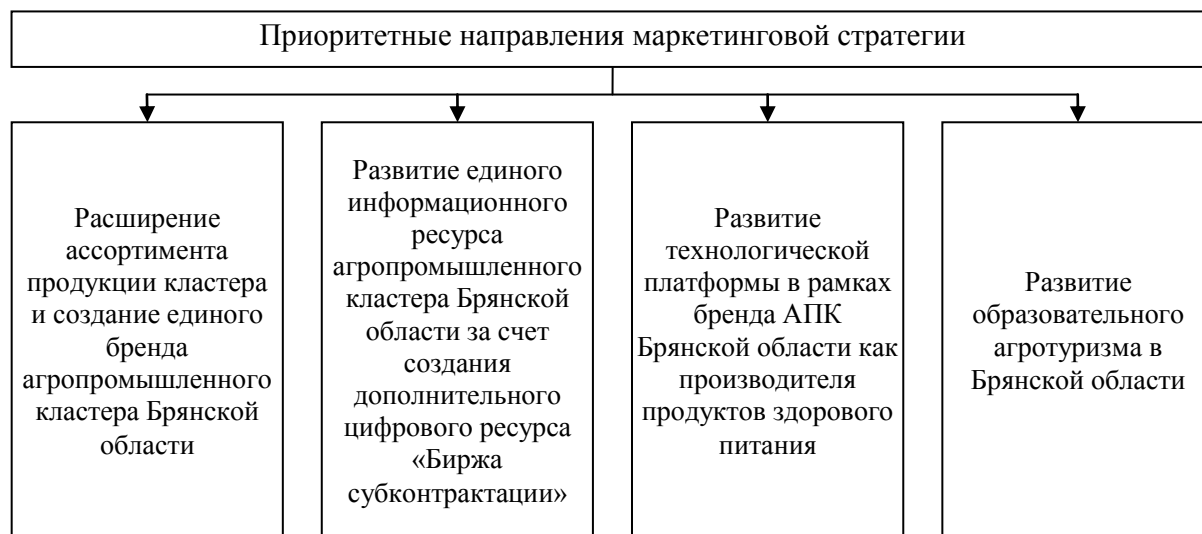 Приоритетные направления маркетинговой стратегии
Расширение
ассортимента
продукции кластера
и создание единого
бренда
агропромышленного
кластера Брянской
области
Развитие единого
информационного
ресурса
агропромышленного
кластера Брянской
области за счет
создания
дополнительного
цифрового ресурса
«Биржа
субконтрактации»
Развитие
технологической
платформы в рамках
бренда АПК
Брянской области как
производителя
продуктов здорового
питания
Развитие
образовательного
агротуризма в
Брянской области